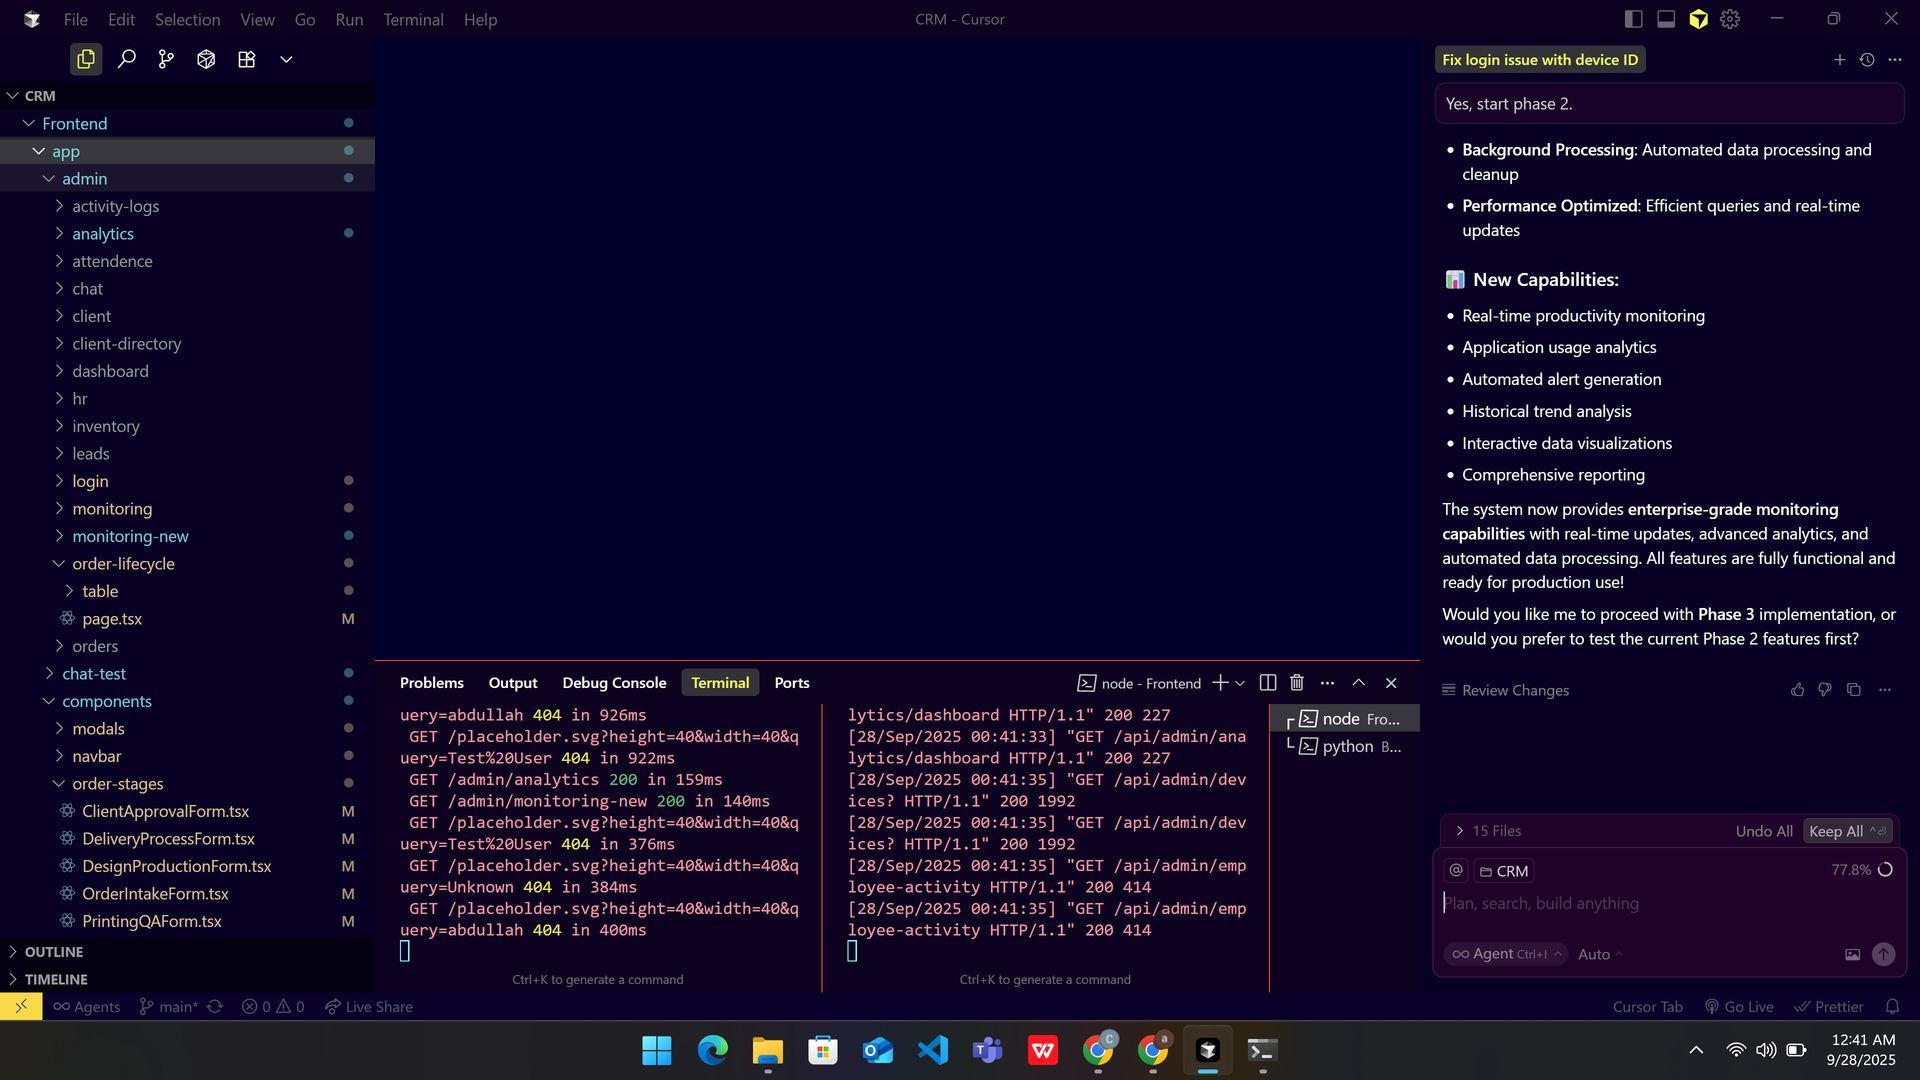 File Edit Selection View Go Run Terminal Help
CRM - Cursor
CRM
Frontend
app
admin
activity-logs
analytics
attendence
chat
client
client-directory
dashboard
hr
inventory
leads
login
monitoring
monitoring-new
order-lifecycle
table
page.tsx M
orders
chat-test
components
modals
navbar
order-stages
ClientApprovalForm.tsx M
DeliveryProcessForm.tsx M
DesignProductionForm.tsx M
OrderIntakeForm.tsx M
PrintingQAForm.tsx M
OUTLINE
TIMELINE
Problems Output Debug Console Terminal Ports
node - Frontend
uery=abdullah 404 in 926ms
GET /placeholder.svg?height=40&width=40&q
uery=Test%20User 404 in 922ms
GET /admin/analytics 200 in 159ms
GET /admin/monitoring-new 200 in 140ms
GET /placeholder.svg?height=40&width=40&q
uery=Test%20User 404 in 376ms
GET /placeholder.svg?height=40&width=40&q
uery=Unknown 404 in 384ms
GET /placeholder.svg?height=40&width=40&q
uery=abdullah 404 in 400ms
Ctrl+K to generate a command
lytics/dashboard HTTP/1.1" 200 227
[28/Sep/2025 00:41:33] "GET /api/admin/ana
lytics/dashboard HTTP/1.1" 200 227
[28/Sep/2025 00:41:35] "GET /api/admin/dev
ices? HTTP/1.1" 200 1992
[28/Sep/2025 00:41:35] "GET /api/admin/dev
ices? HTTP/1.1" 200 1992
[28/Sep/2025 00:41:35] "GET /api/admin/emp
loyee-activity HTTP/1.1" 200 414
[28/Sep/2025 00:41:35] "GET /api/admin/emp
loyee-activity HTTP/1.1" 200 414
Ctrl+K to generate a command
node Fro...
python B...
Fix login issue with device ID
Yes, start phase 2.
• Background Processing: Automated data processing and
cleanup
• Performance Optimized: Efficient queries and real-time
updates
New Capabilities:
• Real-time productivity monitoring
• Application usage analytics
• Automated alert generation
• Historical trend analysis
• Interactive data visualizations
• Comprehensive reporting
The system now provides enterprise-grade monitoring
capabilities with real-time updates, advanced analytics, and
automated data processing. All features are fully functional and
ready for production use!
Would you like me to proceed with Phase 3 implementation, or
would you prefer to test the current Phase 2 features first?
Review Changes
15 Files Undo All Keep All
@ CRM 77.8%
Plan, search, build anything
Agent Ctrl+I Auto
Agents main* 0 0 Live Share
Cursor Tab Go Live Prettier
12:41 AM
9/28/2025